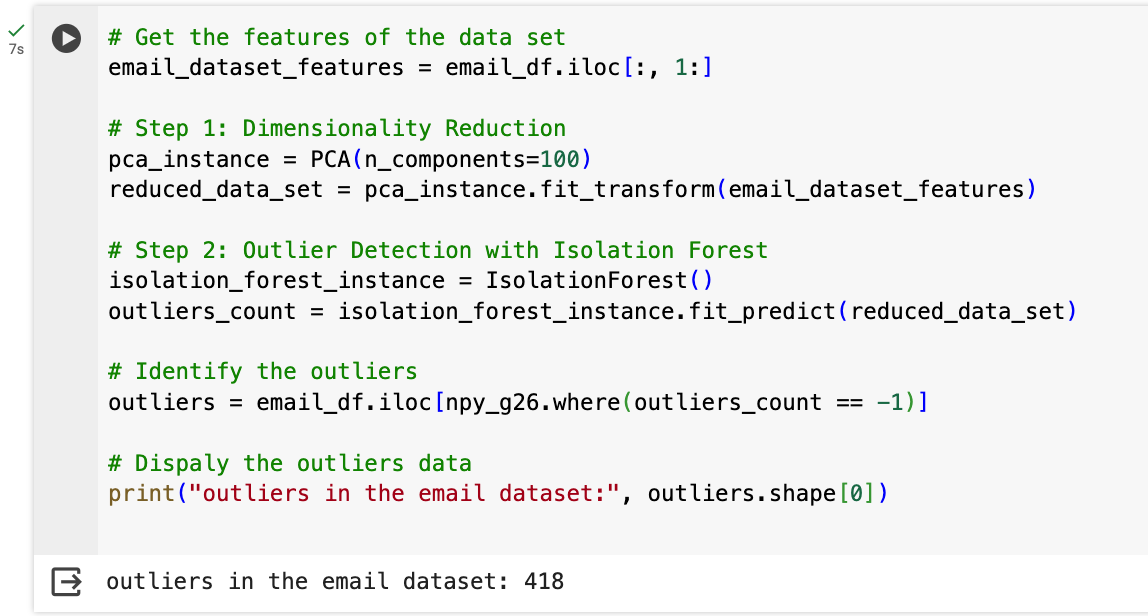 7s
# Get the features of the data set
email_dataset_features = email_df.iloc[:, 1:]
# Step 1: Dimensionality Reduction
pca_instance = PCA(n_components=100)
reduced_data_set = pca_instance.fit_transform(email_dataset_features)
# Step 2: Outlier Detection with Isolation Forest
isolation_forest_instance = IsolationForest()
outliers_count = isolation_forest_instance.fit_predict(reduced_data_set)
# Identify the outliers
outliers = email_df.iloc[npy_g26.where(outliers_count == -1)]
# Dispaly the outliers data
print("outliers in the email dataset:", outliers.shape[0])
outliers in the email dataset: 418